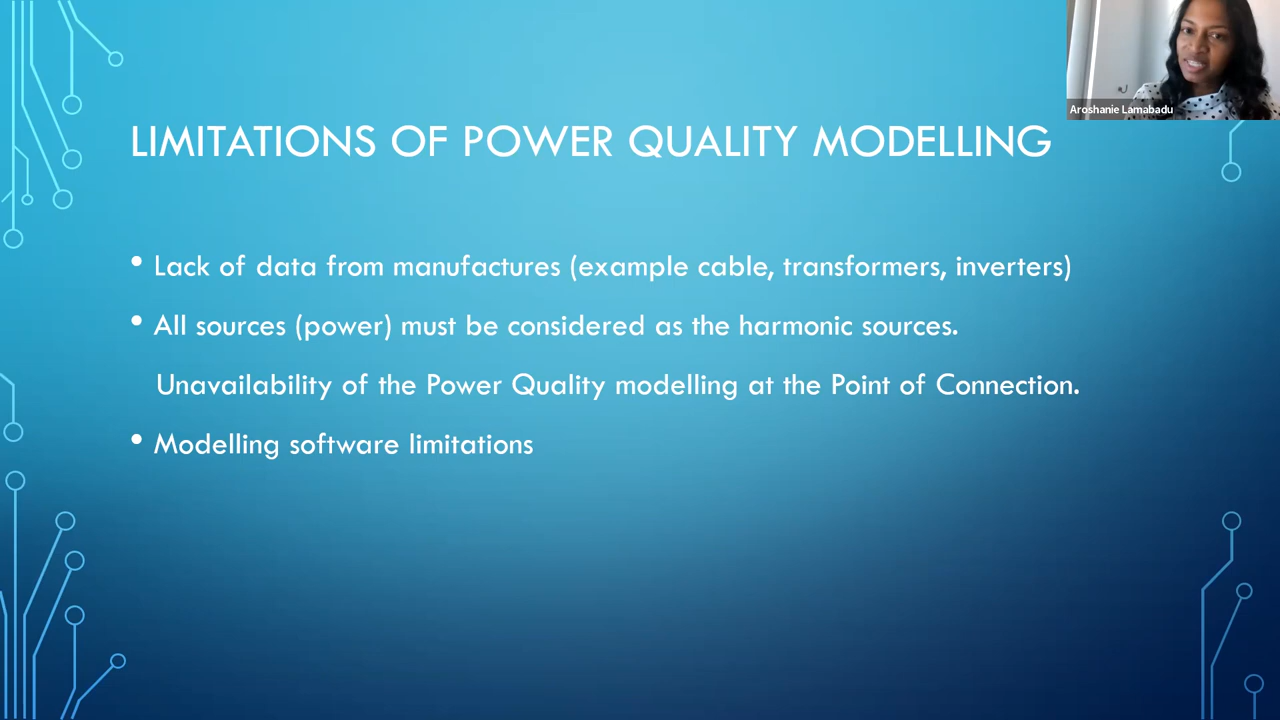 Aroshanie Lamabadu
LIMITATIONS OF POWER QUALITY MODELLING
• Lack of data from manufactures (example cable, transformers, inverters)
• All sources (power) must be considered as the harmonic sources.
Unavailability of the Power Quality modelling at the Point of Connection.
• Modelling software limitations